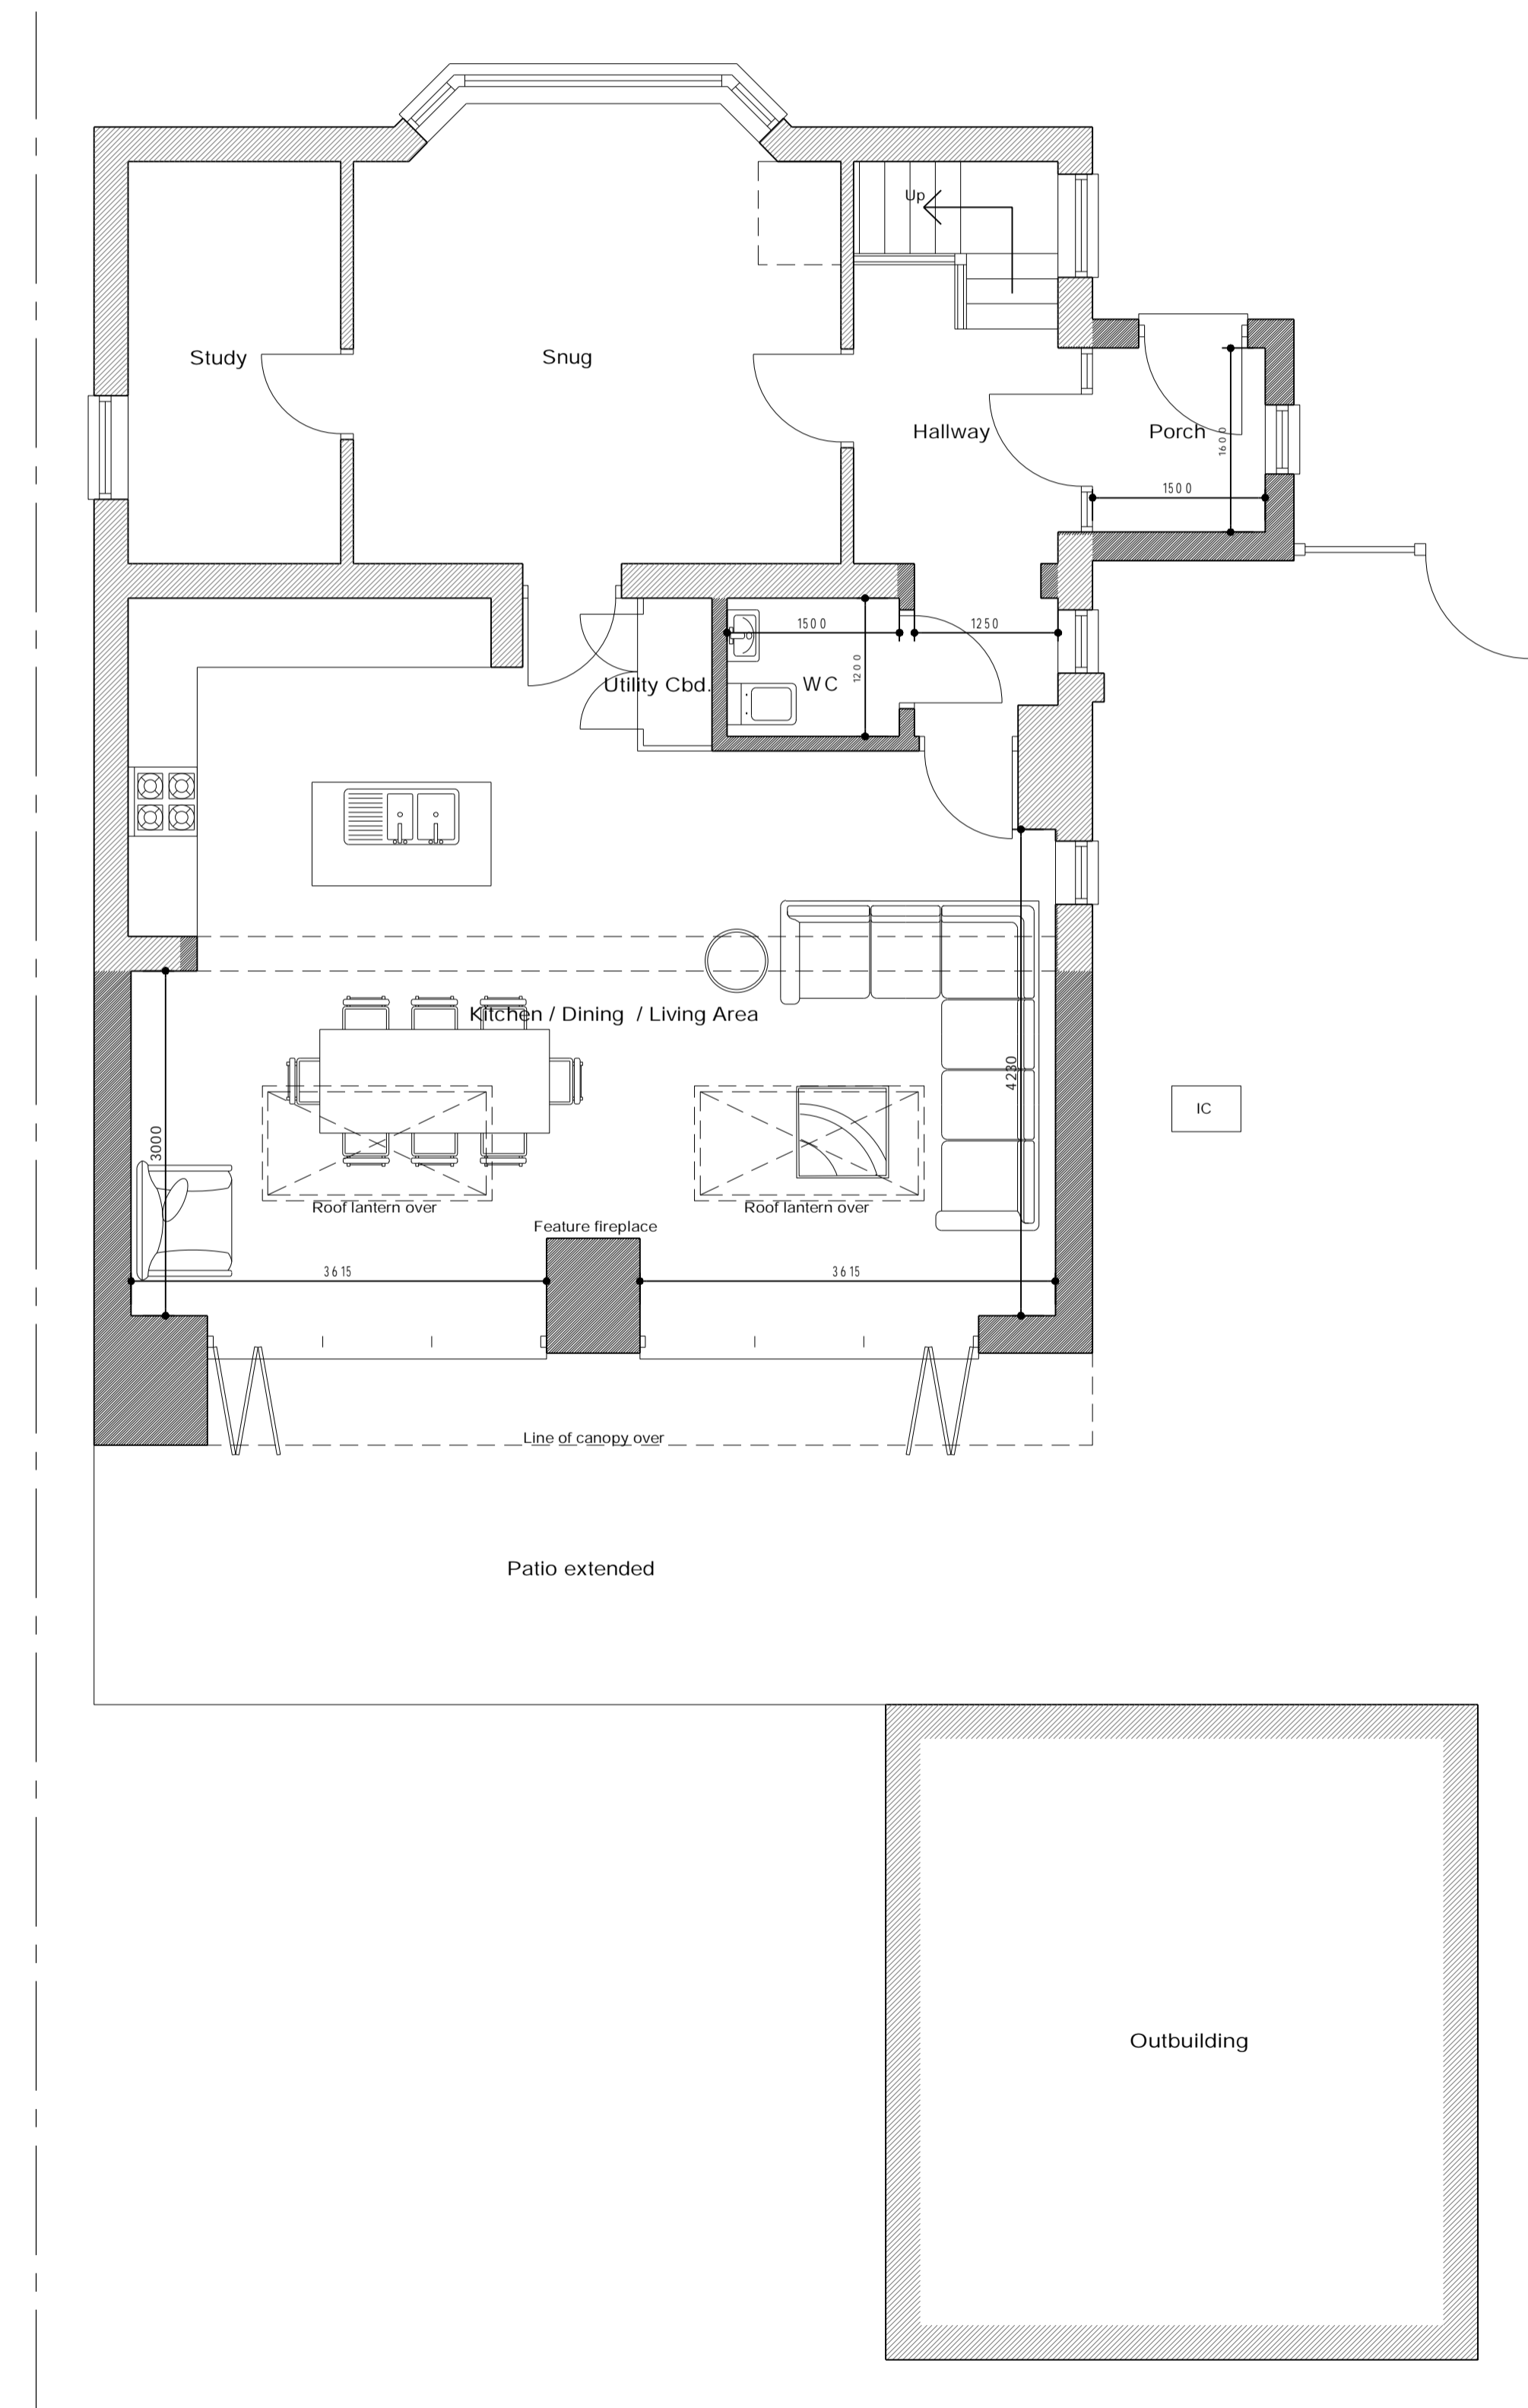 Up
Study
Snug
Hallway
Porch
1600
1500
1500
1250
Utility Cbd.
WC
1200
Kitchen / Dining / Living Area
4230
IC
3000
Roof lantern over
Roof lantern over
Feature fireplace
3615
3615
Line of canopy over
Patio extended
Outbuilding